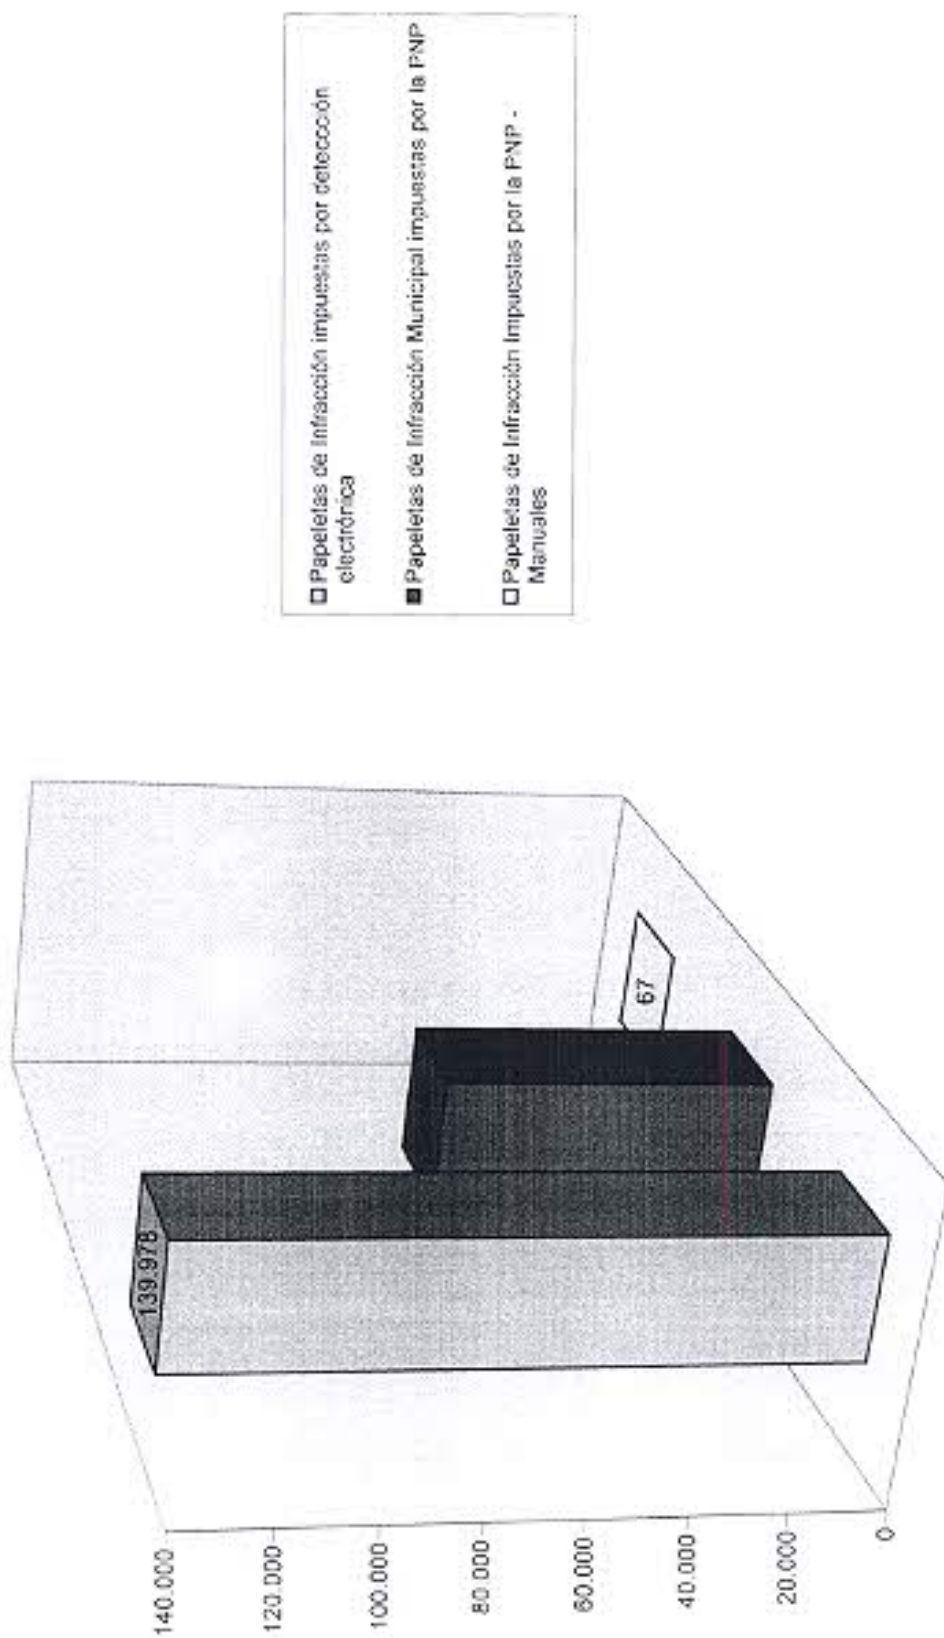 140.000
120.000
100.000
80.000
60.000
40.000
20.000
0
139.978
67
Papeletas de Infracción impuestas por detección
electrónica
Papeletas de Infracción Municipal impuestas por la PNP
Papeletas de Infracción Impuestas por la PNP -
Manuales